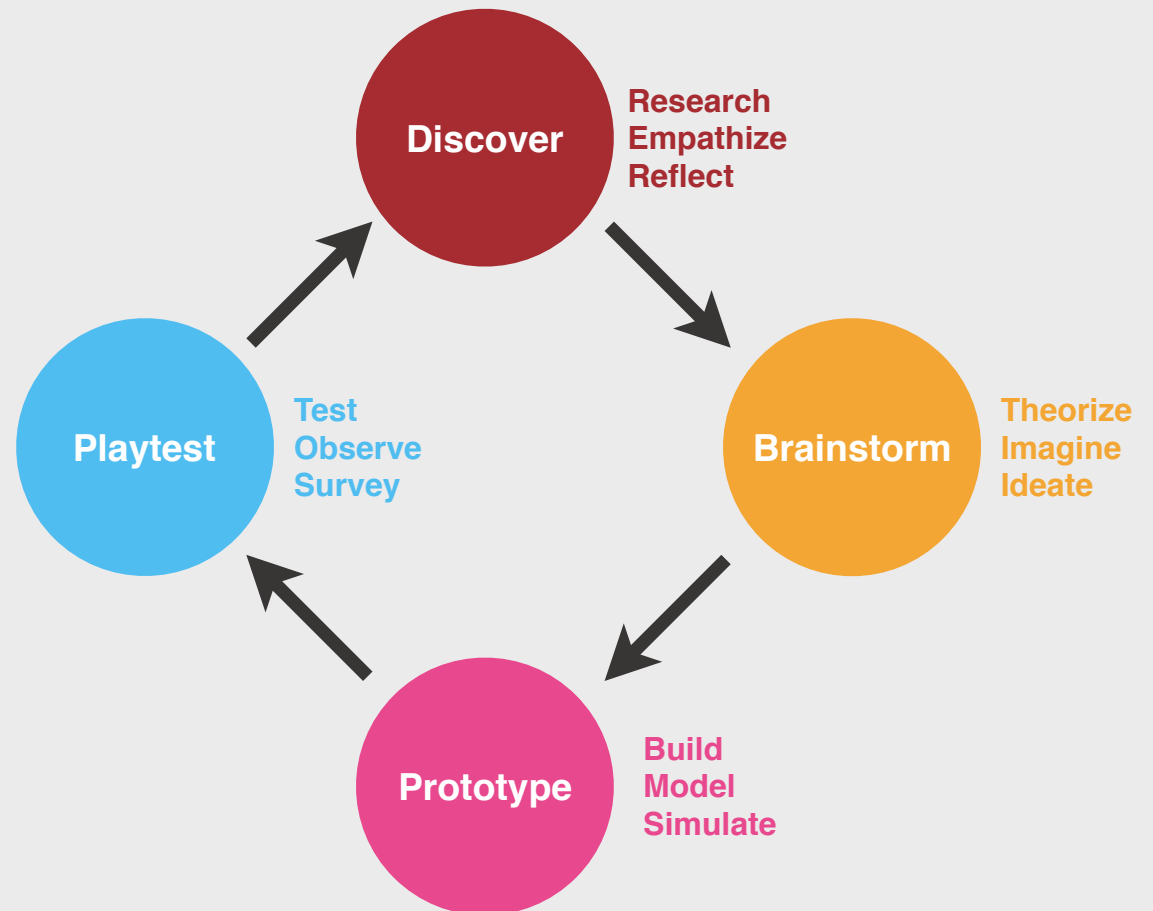 Discover
Research
Empathize
Reflect
Brainstorm
Theorize
Imagine
Ideate
Prototype
Build
Model
Simulate
Playtest
Test
Observe
Survey